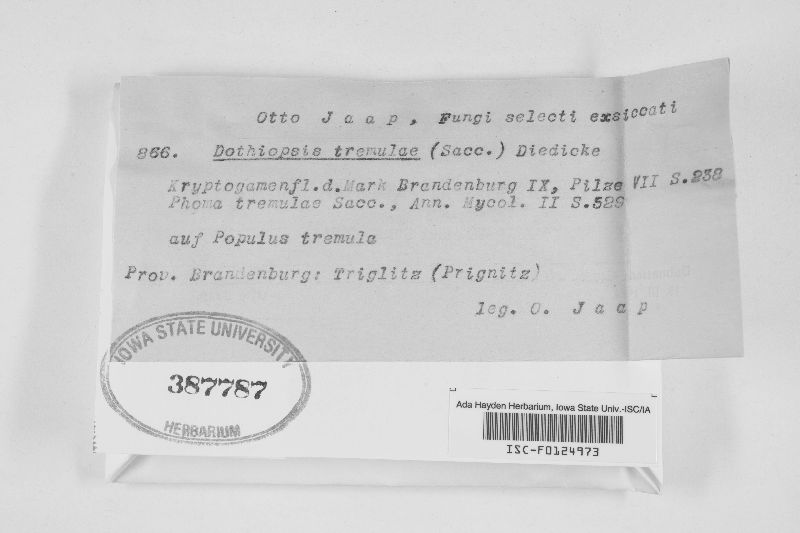 Otto J a a p , Fungi selecti exsiccati
866. Dothiopsis tremulae (Sacc.) Diedicke
Kryptogamenfl.d.Mark Brandenburg IX, Pilze VII S.238
Phoma tremulae Sacc., Ann. Mycol. II S.529
auf Populus tremula
Prov. Brandenburg: Triglitz (Prignitz)
leg. O. J a a p
IOWA STATE UNIVERSITY
387787
HERBARIUM
Ada Hayden Herbarium, Iowa State Univ.-ISC/IA
ISC-F0124973